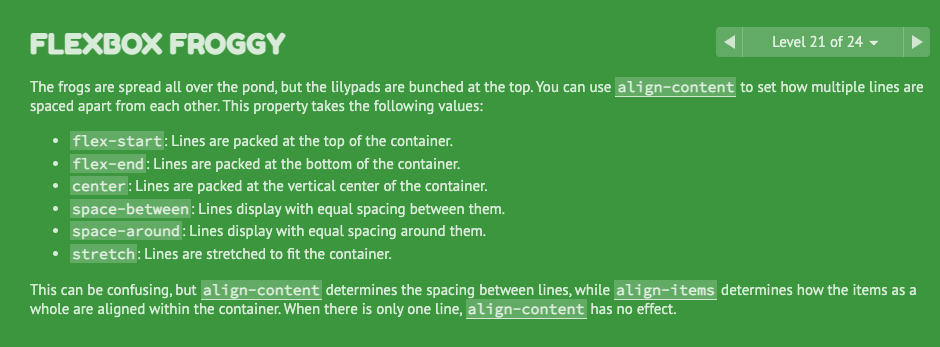 FLEXBOX FROGGY
Level 21 of 24
The frogs are spread all over the pond, but the lilypads are bunched at the top. You can use align-content to set how multiple lines are
spaced apart from each other. This property takes the following values:
• flex-start: Lines are packed at the top of the container.
• flex-end: Lines are packed at the bottom of the container.
• center: Lines are packed at the vertical center of the container.
• space-between: Lines display with equal spacing between them.
• space-around: Lines display with equal spacing around them.
• stretch: Lines are stretched to fit the container.
This can be confusing, but align-content determines the spacing between lines, while align-items determines how the items as a
whole are aligned within the container. When there is only one line, align-content has no effect.